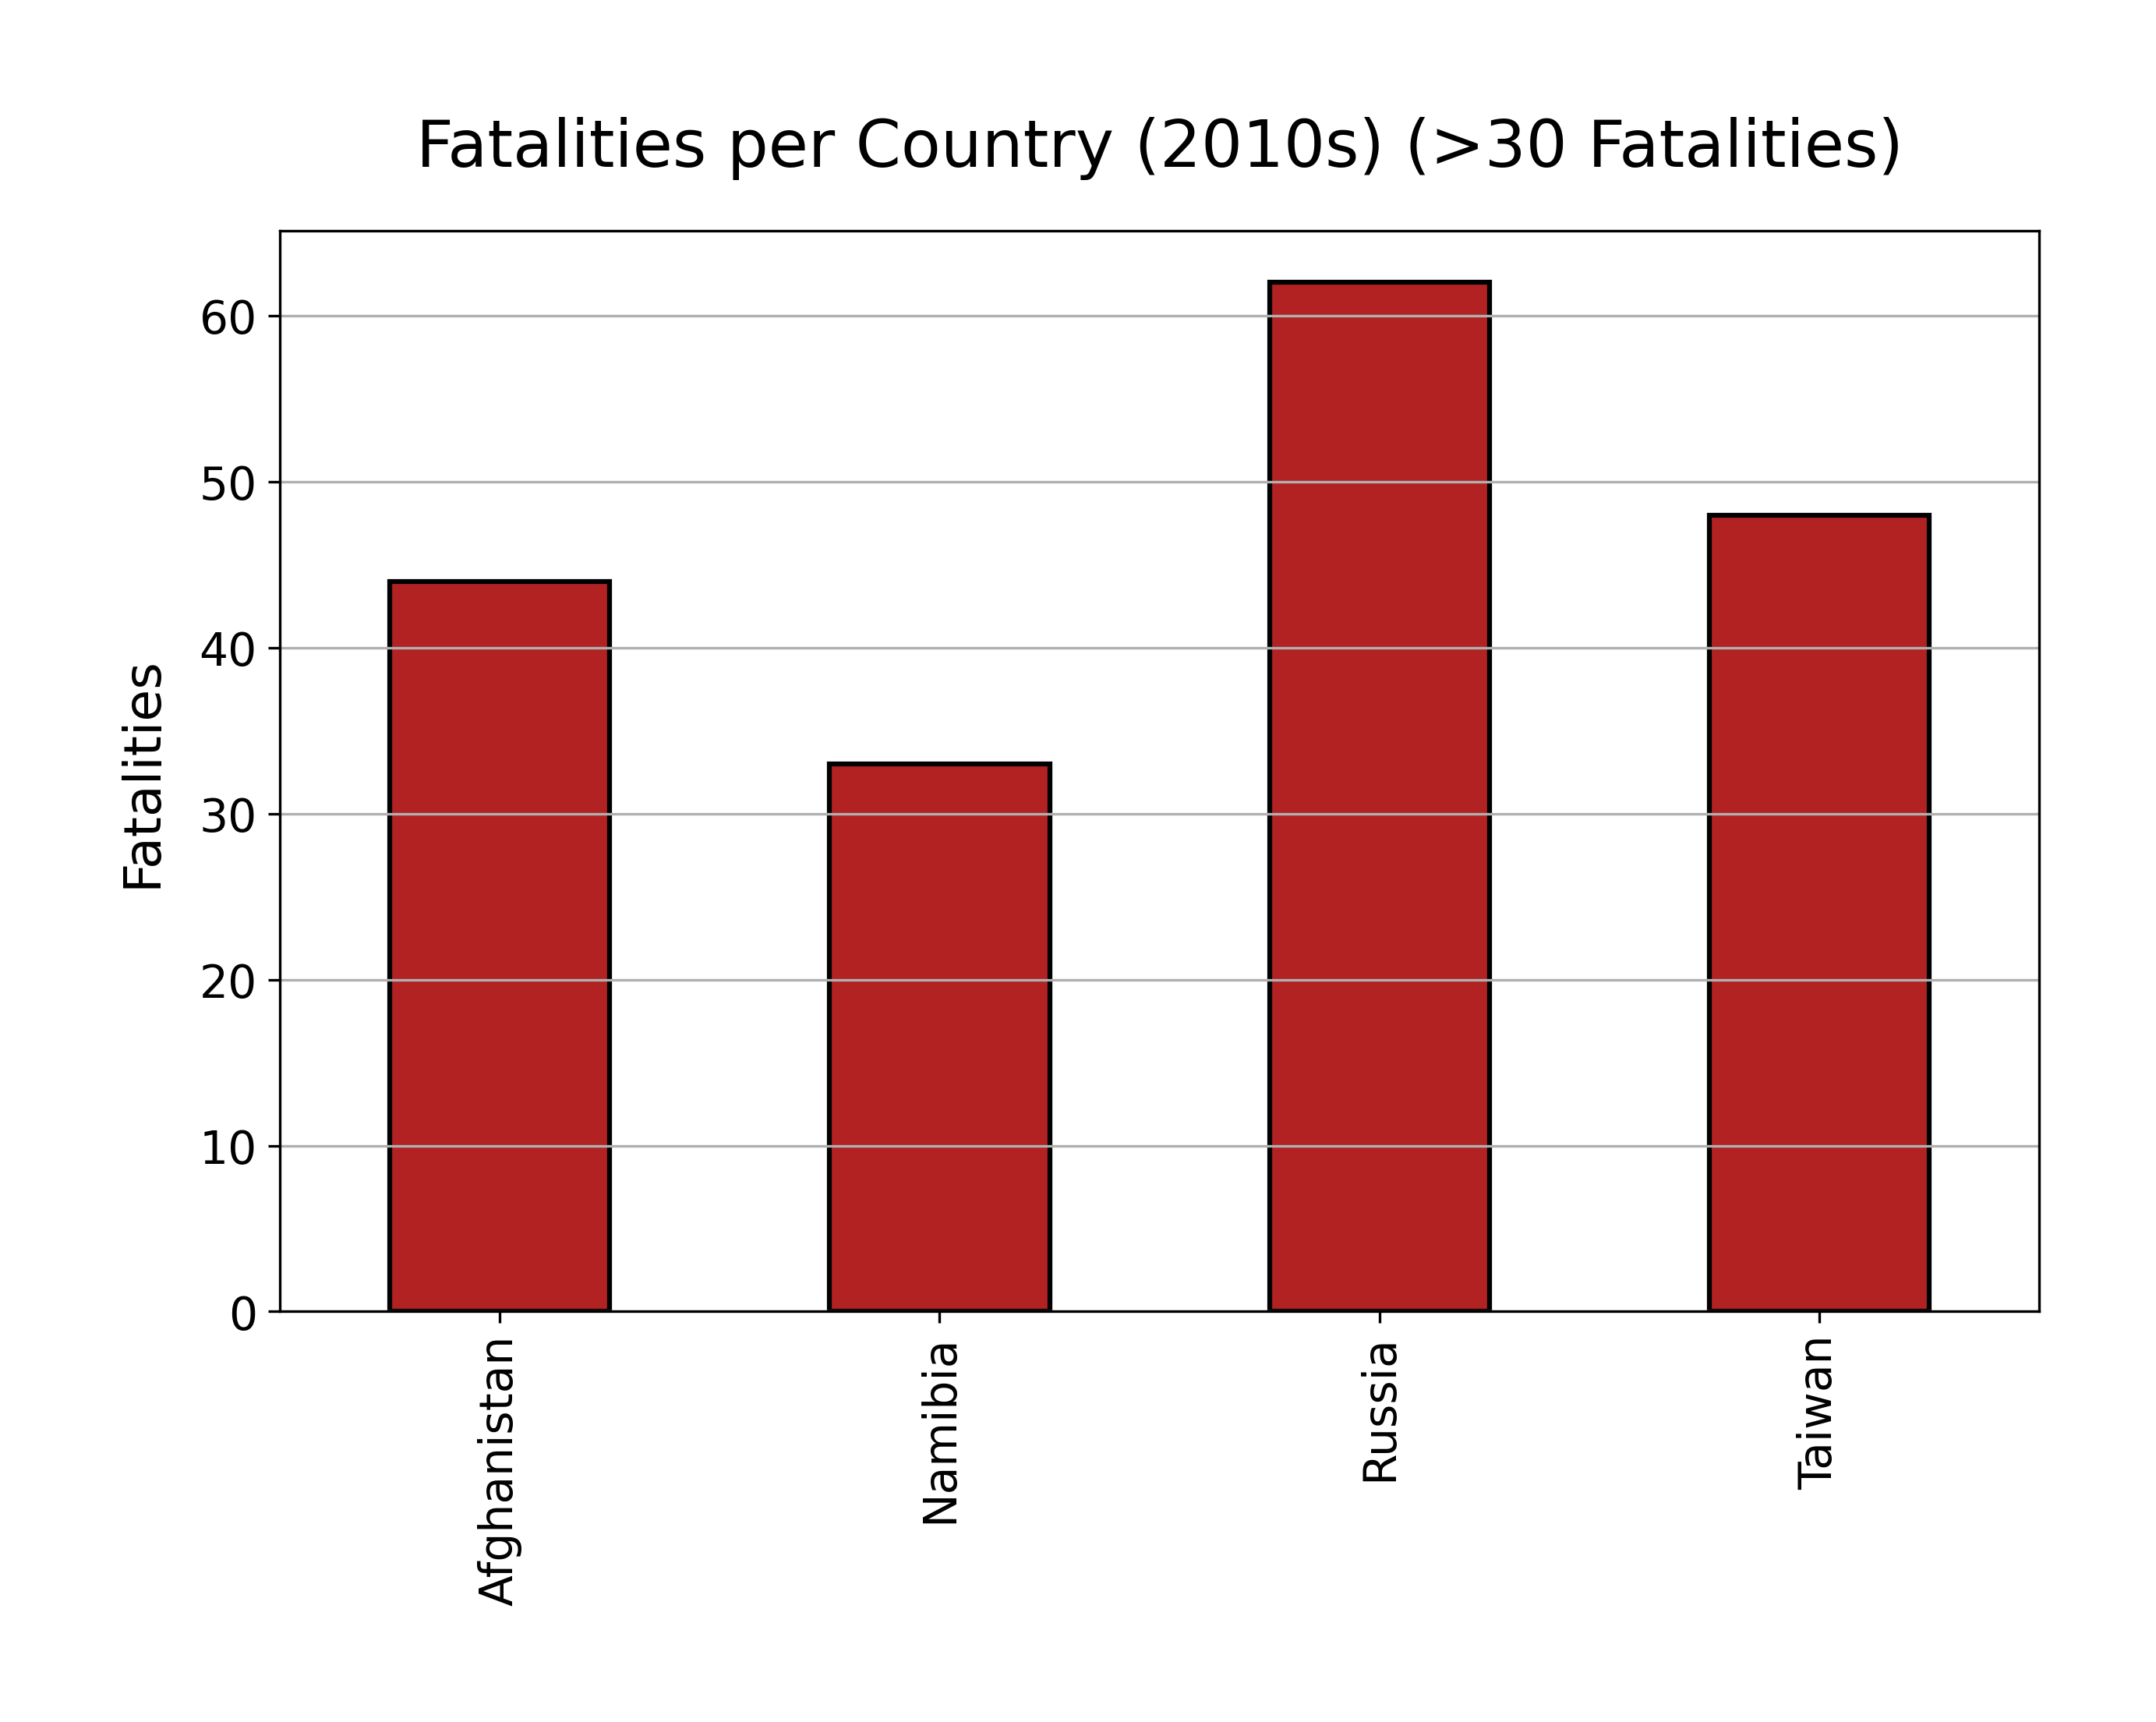 Fatalities per Country (2010s) (>30 Fatalities)
Fatalities
60
50
40
30
20
10
0
Afghanistan
Namibia
Russia
Taiwan